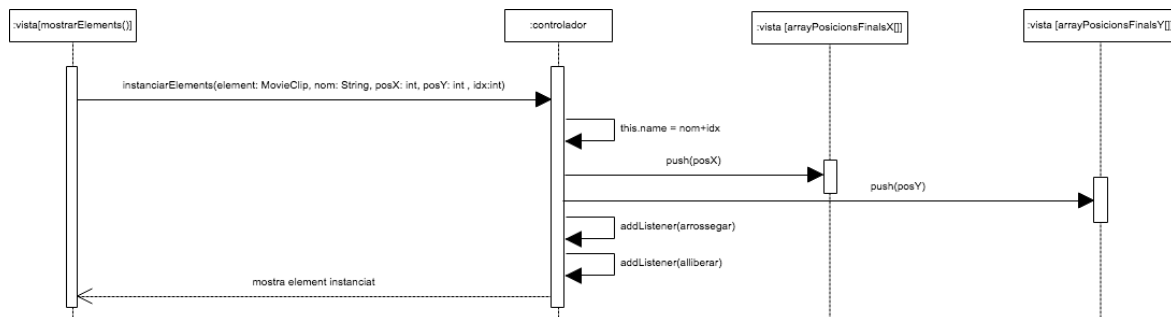 :vista[mostrarElements()]
:controlador
:vista [arrayPosicionsFinalsX[]]
:vista [arrayPosicionsFinalsY[]]
instanciarElements(element: MovieClip, nom: String, posX: int, posY: int , idx:int)
this.name = nom+idx
push(posX)
push(posY)
addListener(arrossegar)
addListener(alliberar)
mostra element instanciat